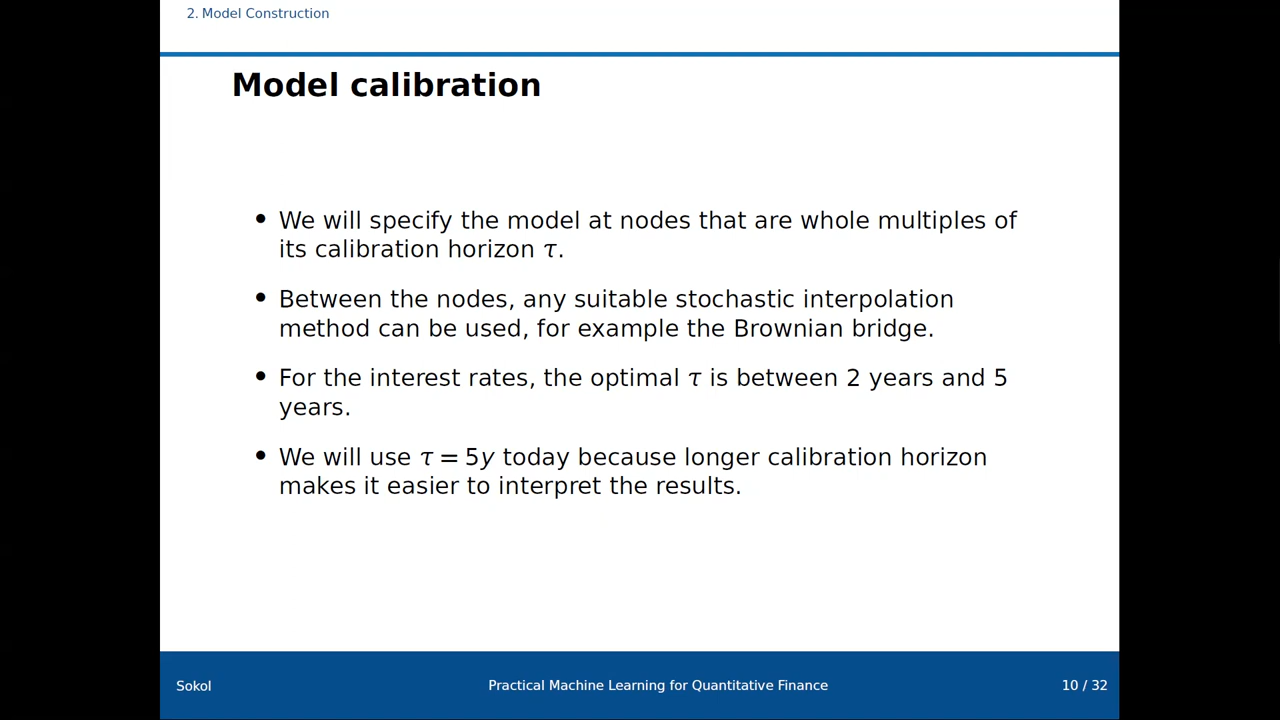 2. Model Construction
Model calibration
• We will specify the model at nodes that are whole multiples of
its calibration horizon τ.
• Between the nodes, any suitable stochastic interpolation
method can be used, for example the Brownian bridge.
• For the interest rates, the optimal τ is between 2 years and 5
years.
• We will use τ = 5y today because longer calibration horizon
makes it easier to interpret the results.
Sokol
Practical Machine Learning for Quantitative Finance
10 / 32